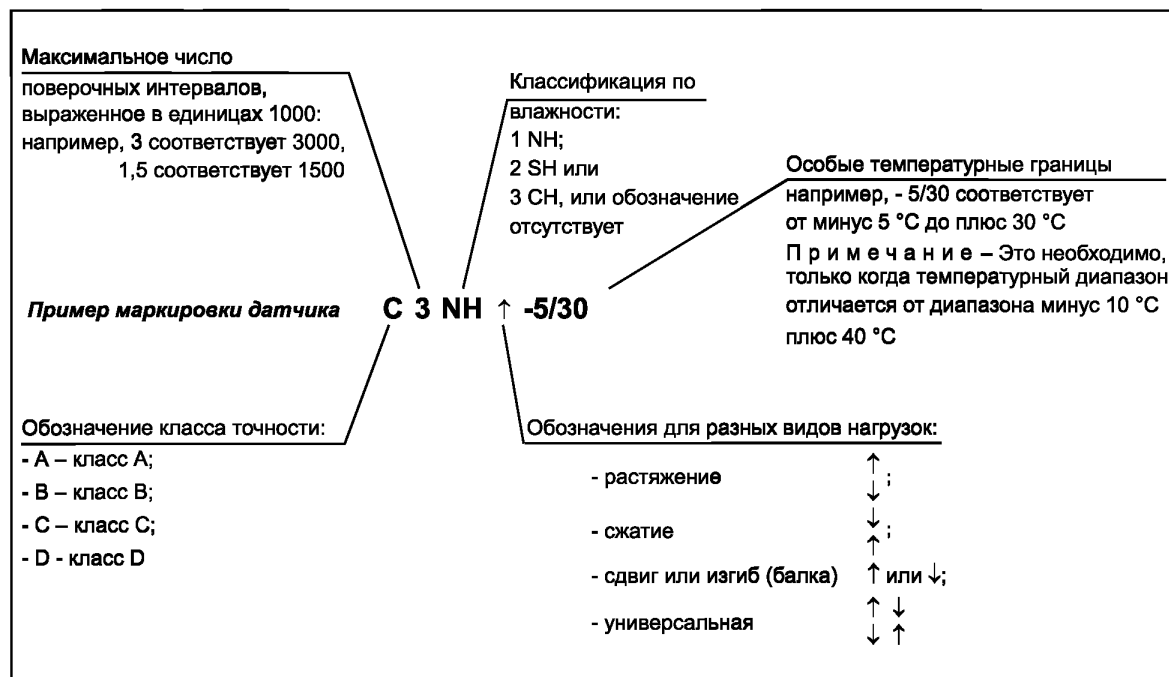 Максимальное число
поверочных интервалов,
выраженное в единицах 1000:
например, 3 соответствует 3000,
1,5 соответствует 1500
Классификация по
влажности:
1 NH;
2 SH или
3 CH, или обозначение
отсутствует
Особые температурные границы
например, - 5/30 соответствует
от минус 5 °C до плюс 30 °C
П р и м е ч а н и е – Это необходимо,
только когда температурный диапазон
отличается от диапазона минус 10 °C
плюс 40 °C
Пример маркировки датчика C 3 NH ↑ -5/30
Обозначение класса точности:
- A – класс A;
- B – класс B;
- C – класс C;
- D - класс D
Обозначения для разных видов нагрузок:
- растяжение ↑
↓ ;
- сжатие ↓
↑ ;
- сдвиг или изгиб (балка) ↑ или ↓;
- универсальная ↑ ↓
↓ ↑